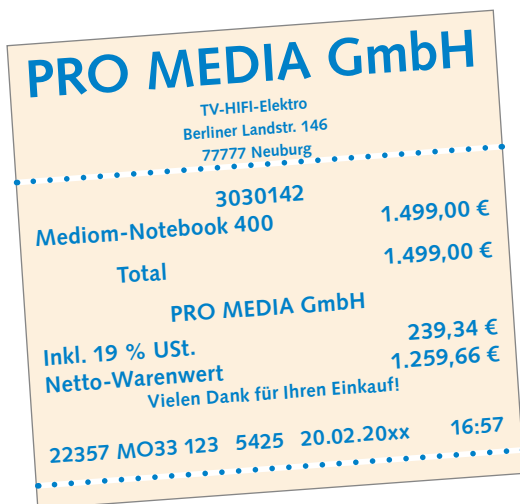 PRO MEDIA GmbH
TV-HIFI-Elektro
Berliner Landstr. 146
77777 Neuburg
3030142
Mediom-Notebook 400 1.499,00 €
Total 1.499,00 €
PRO MEDIA GmbH
Inkl. 19 % USt. 239,34 €
Netto-Warenwert 1.259,66 €
Vielen Dank für Ihren Einkauf!
22357 MO33 123 5425 20.02.20xx 16:57